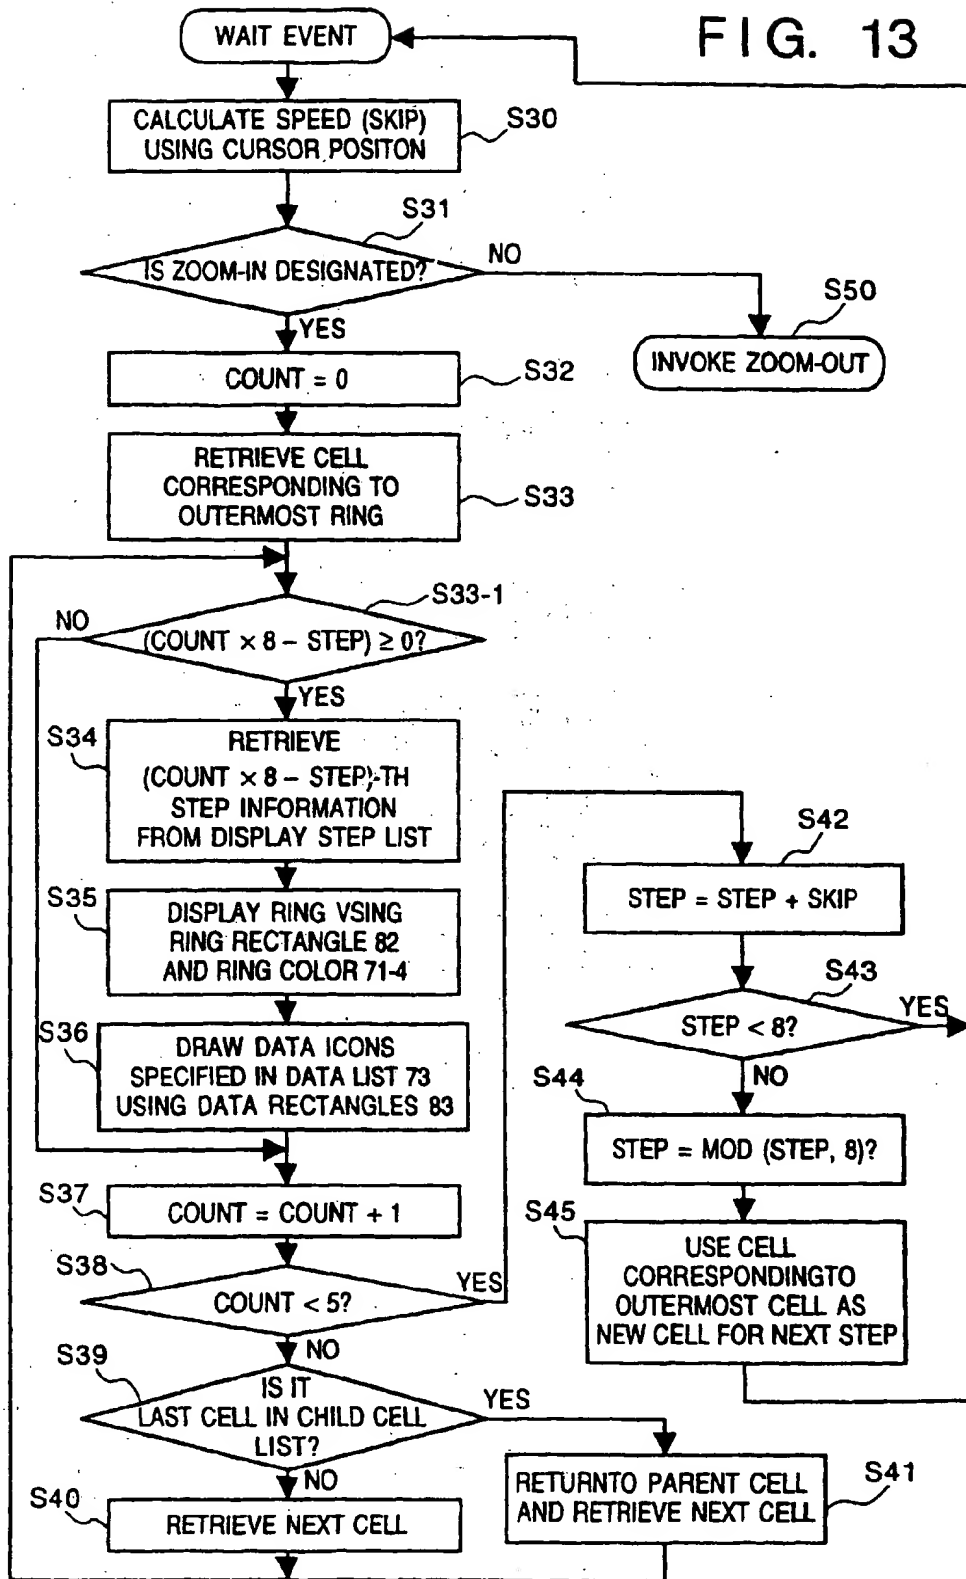 FIG. 13
WAIT EVENT
CALCULATE SPEED (SKIP)
USING CURSOR POSITON
S30
S31
IS ZOOM-IN DESIGNATED?
NO
YES
S50
INVOKE ZOOM-OUT
COUNT = 0
S32
RETRIEVE CELL
CORRESPONDING TO
OUTERMOST RING
S33
S33-1
NO
(COUNT × 8 – STEP) ≥ 0?
YES
S34
RETRIEVE
(COUNT × 8 – STEP)-TH
STEP INFORMATION
FROM DISPLAY STEP LIST
S35
DISPLAY RING VSING
RING RECTANGLE 82
AND RING COLOR 71-4
S36
DRAW DATA ICONS
SPECIFIED IN DATA LIST 73
USING DATA RECTANGLES 83
S37
COUNT = COUNT + 1
S38
COUNT < 5?
YES
NO
S39
IS IT
LAST CELL IN CHILD CELL
LIST?
YES
NO
S40
RETRIEVE NEXT CELL
RETURNTO PARENT CELL
AND RETRIEVE NEXT CELL
S41
S42
STEP = STEP + SKIP
S43
STEP < 8?
YES
NO
S44
STEP = MOD (STEP, 8)?
S45
USE CELL
CORRESPONDINGTO
OUTERMOST CELL AS
NEW CELL FOR NEXT STEP